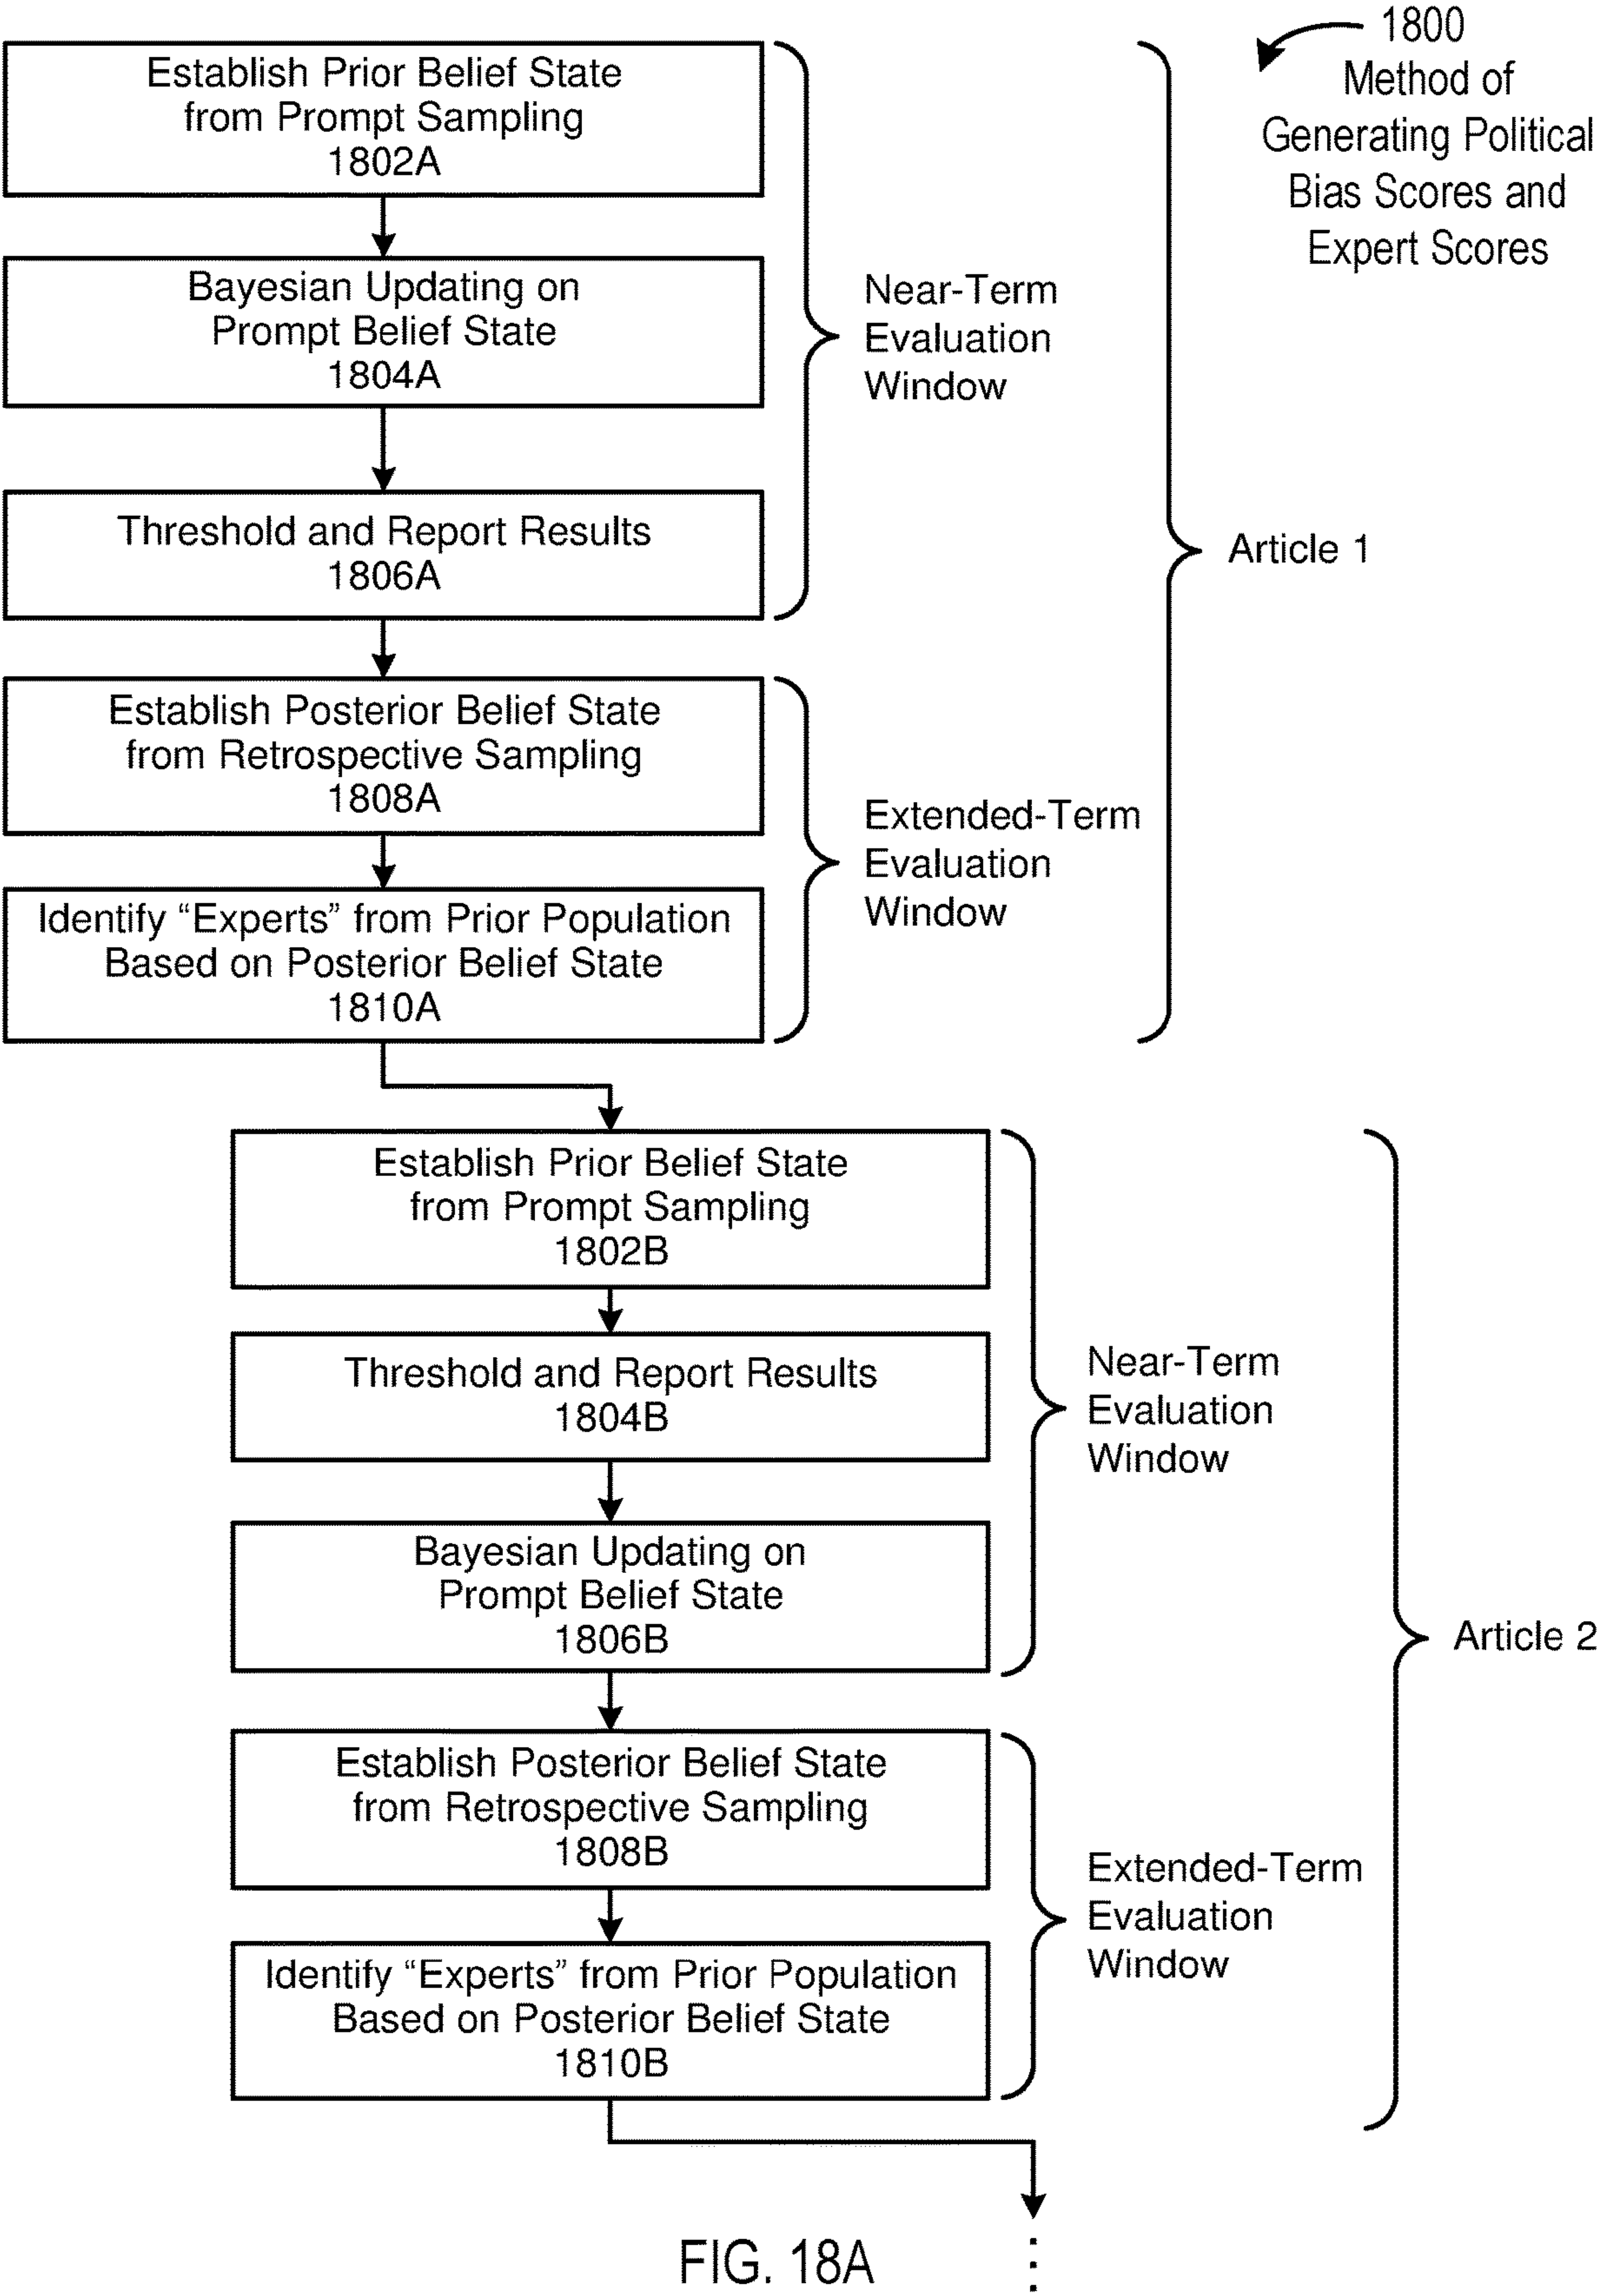 1800
Method of
Generating Political
Bias Scores and
Expert Scores
Establish Prior Belief State
from Prompt Sampling
1802A
Bayesian Updating on
Prompt Belief State
1804A
Threshold and Report Results
1806A
Near-Term
Evaluation
Window
Establish Posterior Belief State
from Retrospective Sampling
1808A
Identify “Experts” from Prior Population
Based on Posterior Belief State
1810A
Extended-Term
Evaluation
Window
Article 1
Establish Prior Belief State
from Prompt Sampling
1802B
Threshold and Report Results
1804B
Bayesian Updating on
Prompt Belief State
1806B
Near-Term
Evaluation
Window
Establish Posterior Belief State
from Retrospective Sampling
1808B
Identify “Experts” from Prior Population
Based on Posterior Belief State
1810B
Extended-Term
Evaluation
Window
Article 2
FIG. 18A